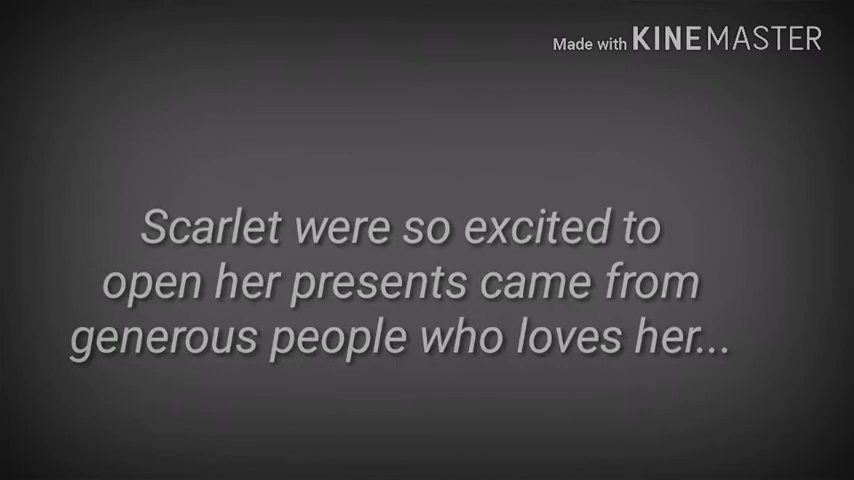 Made with KINEMASTER
Scarlet were so excited to
open her presents came from
generous people who loves her...